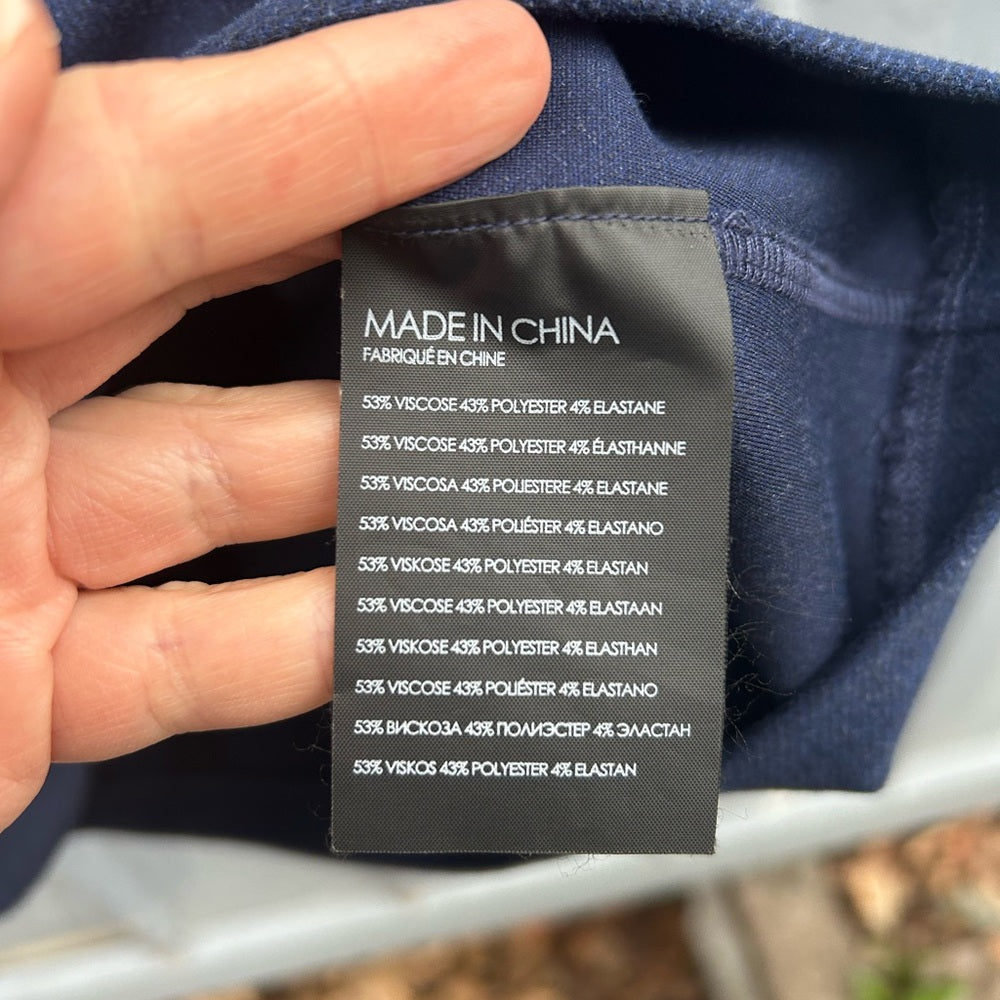 MADE IN CHINA
FABRIQUÉ EN CHINE
53% VISCOSE 43% POLYESTER 4% ELASTANE
53% VISCOSE 43% POLYESTER 4% ÉLASTHANNE
53% VISCOSA 43% POLIESTERE 4% ELASTANE
53% VISCOSA 43% POLIÉSTER 4% ELASTANO
53% VISKOSE 43% POLYESTER 4% ELASTAN
53% VISCOSE 43% POLYESTER 4% ELASTAAN
53% VISKOSE 43% POLYESTER 4% ELASTHAN
53% VISCOSE 43% POLIÉSTER 4% ELASTANO
53% ВИСКОЗА 43% ПОЛИЭСТЕР 4% ЭЛАСТАН
53% VISKOS 43% POLYESTER 4% ELASTAN